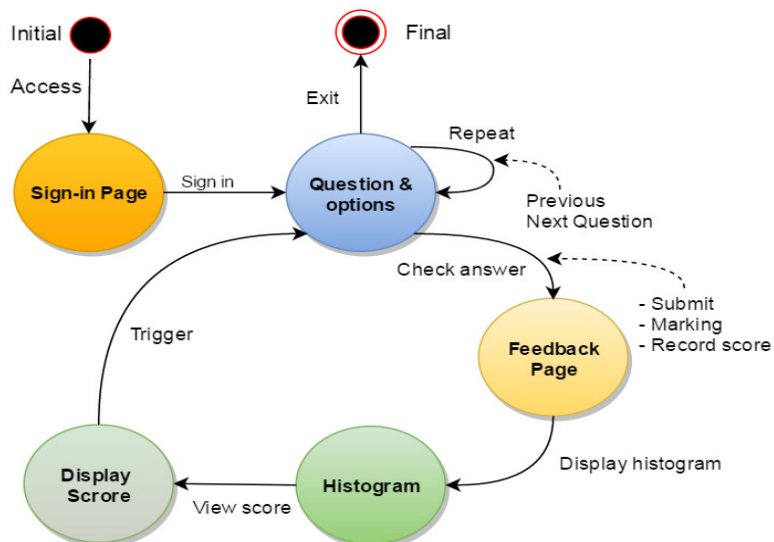 Initial
Final
Access
Exit
Repeat
Sign-in Page
Sign in
Question &
options
Previous
Next Question
Check answer
- Submit
- Marking
- Record score
Trigger
Feedback
Page
Display histogram
Display
Scrore
View score
Histogram